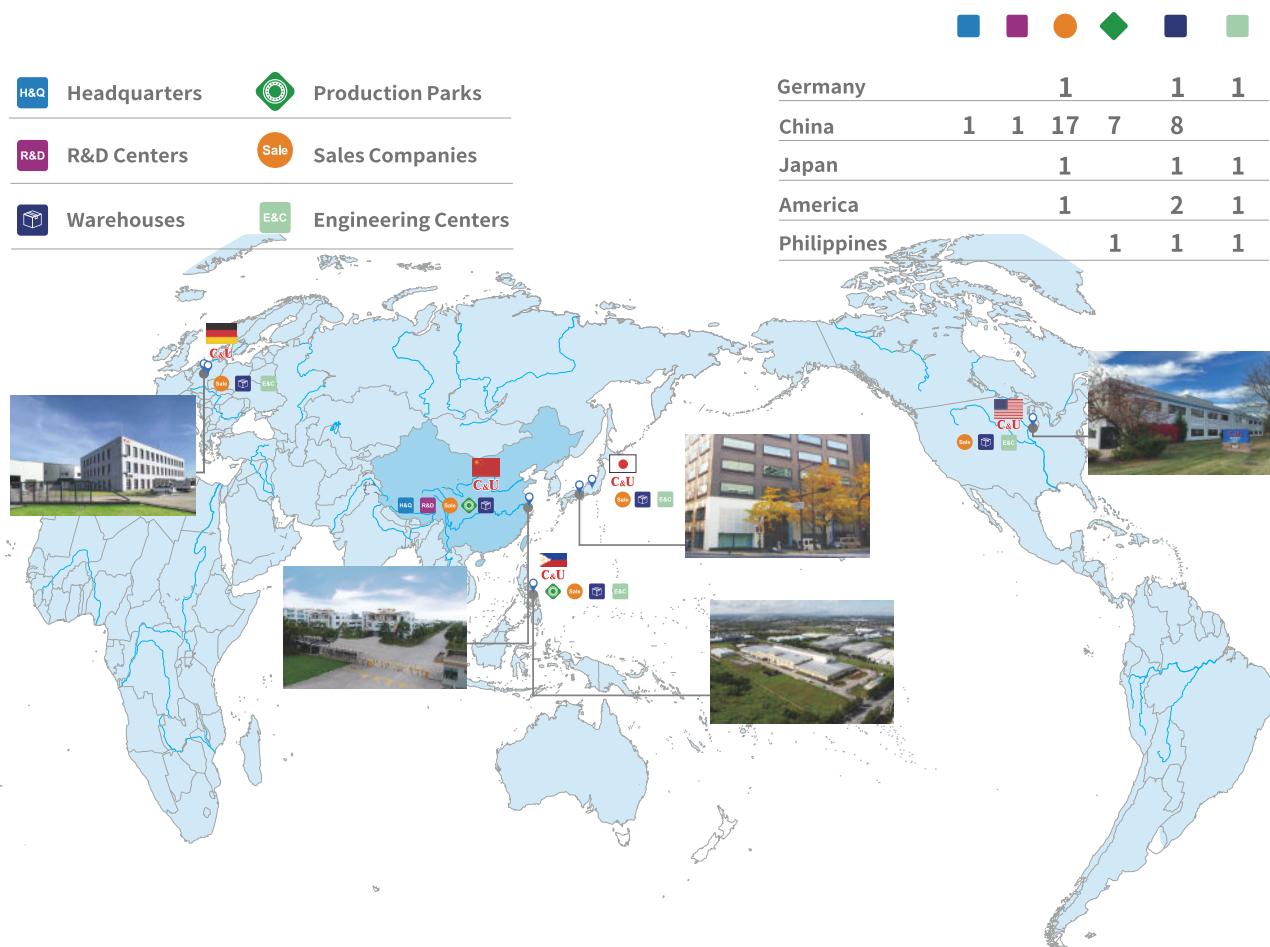 H&Q Headquarters
Production Parks
R&D R&D Centers
Sale Sales Companies
Warehouses
E&C Engineering Centers
Germany 1 1 1
China 1 1 17 7 8
Japan 1 1 1
America 1 2 1
Philippines 1 1 1
C&U
Sale E&C
C&U
Sale E&C
C&U
H&Q R&D Sale
C&U
Sale E&C
C&U
Sale E&C